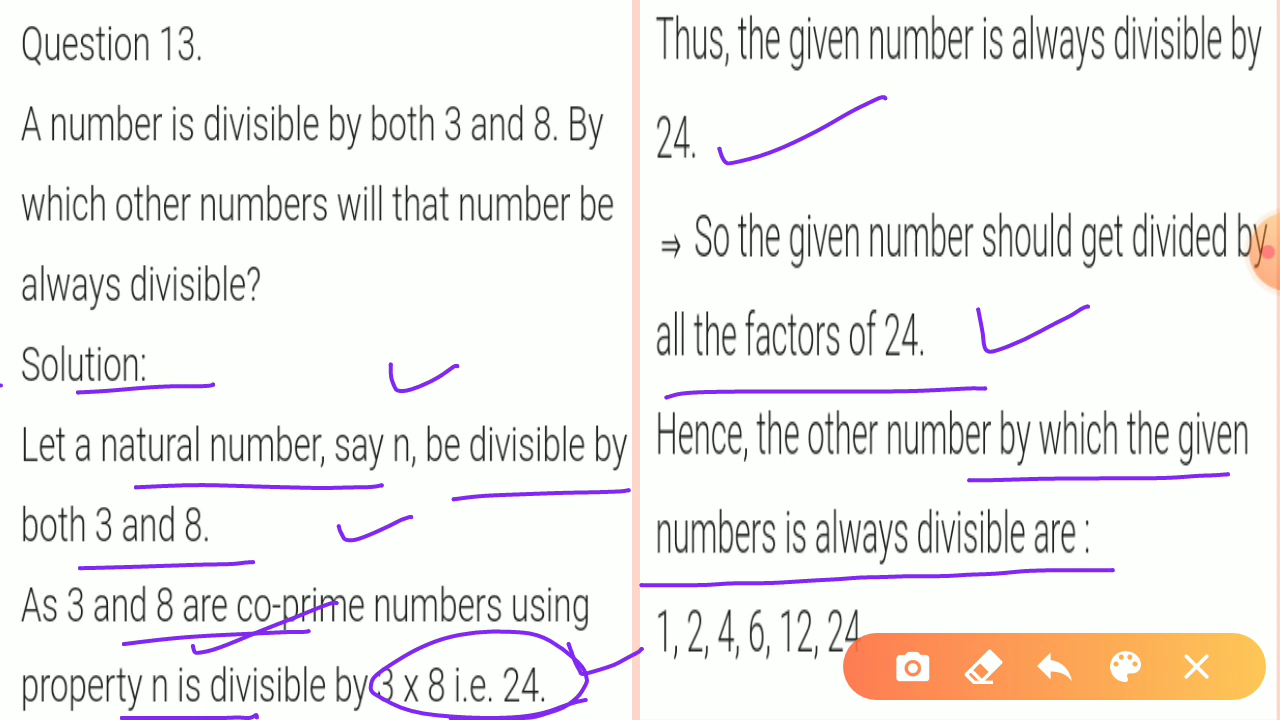 Question 13.
A number is divisible by both 3 and 8. By
which other numbers will that number be
always divisible?
Solution:
Let a natural number, say n, be divisible by
both 3 and 8.
As 3 and 8 are co-prime numbers using
property n is divisible by 3 x 8 i.e. 24.
Thus, the given number is always divisible by
24.
⇒ So the given number should get divided by
all the factors of 24.
Hence, the other number by which the given
numbers is always divisible are :
1, 2, 4, 6, 12, 24